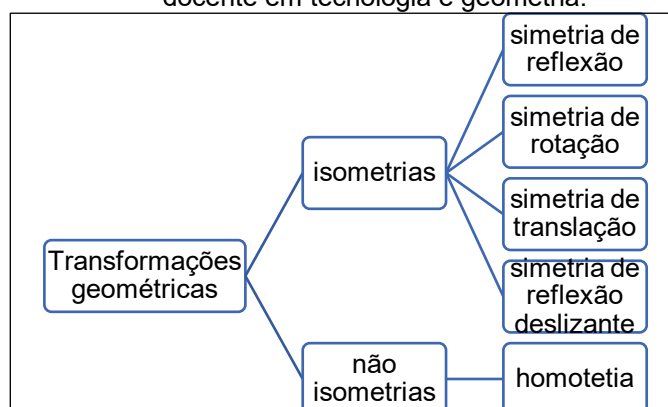 docente em tecnologia e geometria.
simetria de
reflexão
simetria de
rotação
isometrias
simetria de
translação
Transformações
geométricas
simetria de
reflexão
deslizante
não
isometrias
homotetia